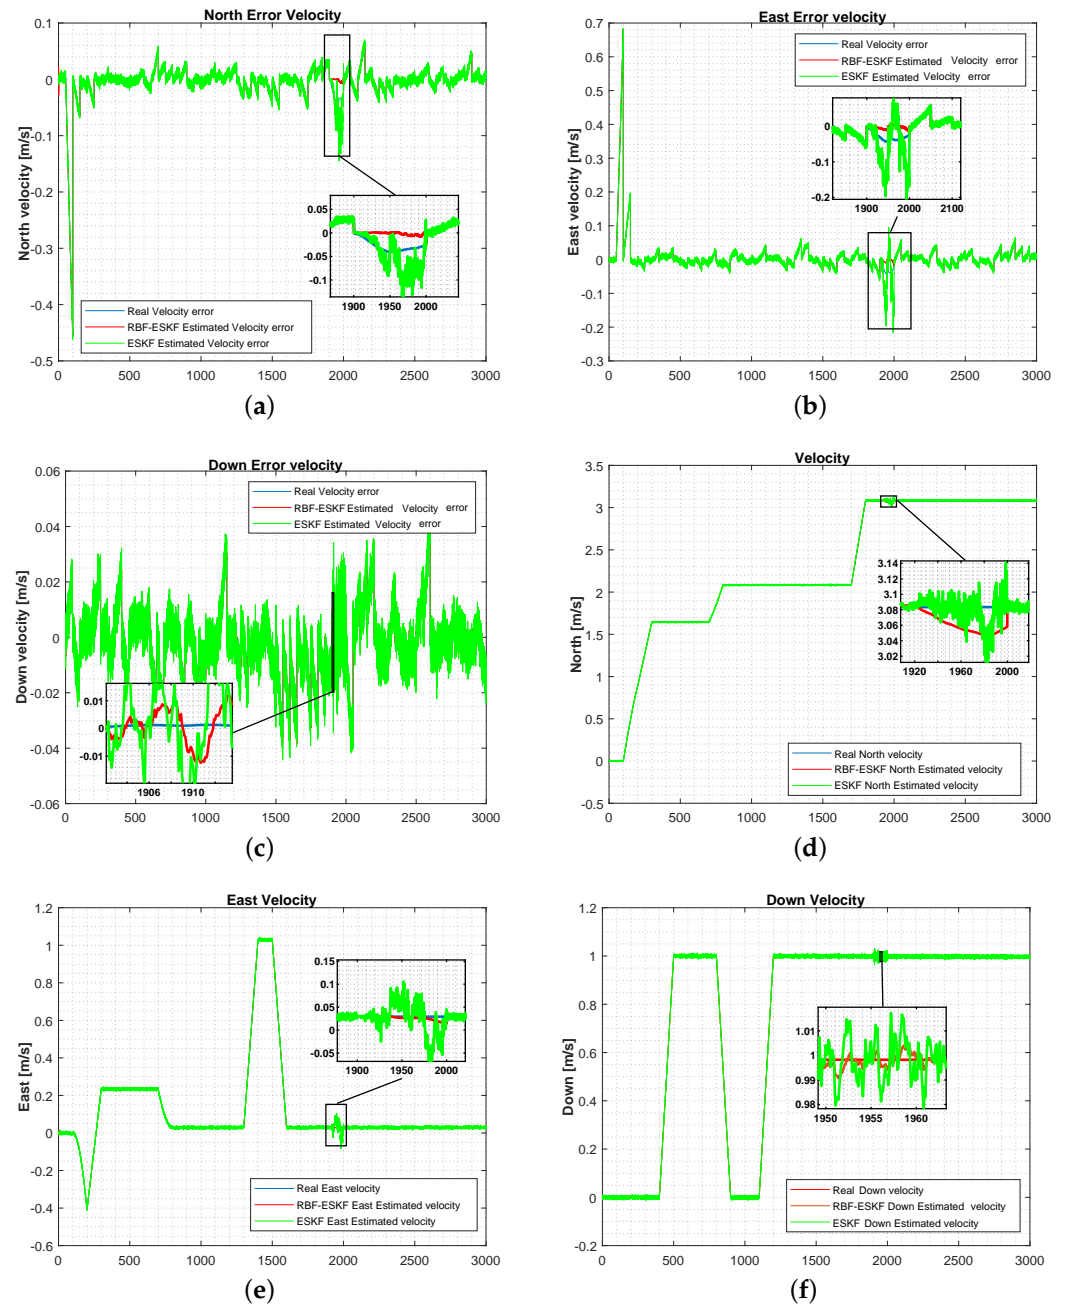 North Error Velocity
0.1
0
-0.1
-0.2
-0.3
-0.4
-0.5
North velocity [m/s]
0.05
0
-0.05
-0.1
1900 1950 2000
Real Velocity error
RBF-ESKF Estimated Velocity error
ESKF Estimated Velocity error
0 500 1000 1500 2000 2500 3000
(a)
East Error velocity
0.7
0.6
0.5
0.4
0.3
0.2
0.1
0
-0.1
-0.2
-0.3
East velocity [m/s]
Real Velocity error
RBF-ESKF Estimated Velocity error
ESKF Estimated Velocity error
0
-0.1
-0.2
1900 2000 2100
0 500 1000 1500 2000 2500 3000
(b)
Down Error velocity
0.06
0.04
0.02
0
-0.02
-0.04
-0.06
Down velocity [m/s]
Real Velocity error
RBF-ESKF Estimated Velocity error
ESKF Estimated Velocity error
0.01
0
-0.01
1906 1910
0 500 1000 1500 2000 2500 3000
(c)
Velocity
3.5
3
2.5
2
1.5
1
0.5
0
-0.5
North [m/s]
3.14
3.12
3.1
3.08
3.06
3.04
3.02
1920 1940 1960 1980 2000
Real North velocity
RBF-ESKF North Estimated velocity
ESKF North Estimated velocity
0 500 1000 1500 2000 2500 3000
(d)
East Velocity
1.2
1
0.8
0.6
0.4
0.2
0
-0.2
-0.4
-0.6
East [m/s]
0.15
0.1
0.05
0
-0.05
1900 1950 2000
Real East velocity
RBF-ESKF East Estimated velocity
ESKF East Estimated velocity
0 500 1000 1500 2000 2500 3000
(e)
Down Velocity
1.2
1
0.8
0.6
0.4
0.2
0
-0.2
Down [m/s]
1.01
1
0.99
0.98
1950 1955 1960
Real Down velocity
RBF-ESKF Down Estimated velocity
ESKF Down Estimated velocity
0 500 1000 1500 2000 2500 3000
(f)